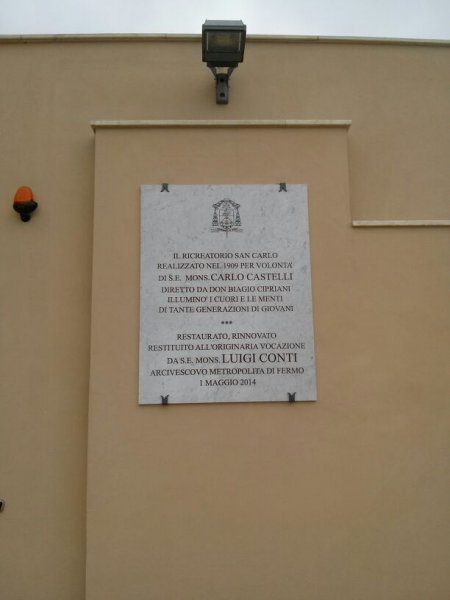 IL RICREATORIO SAN CARLO
REALIZZATO NEL 1909 PER VOLONTA'
DI S.E. MONS. CARLO CASTELLI
DIRETTO DA DON BIAGIO CIPRIANI
ILLUMINO' I CUORI E LE MENTI
DI TANTE GENERAZIONI DI GIOVANI
***
RESTAURATO, RINNOVATO
RESTITUITO ALL'ORIGINARIA VOCAZIONE
DA S.E. MONS. LUIGI CONTI
ARCIVESCOVO METROPOLITA DI FERMO
1 MAGGIO 2014